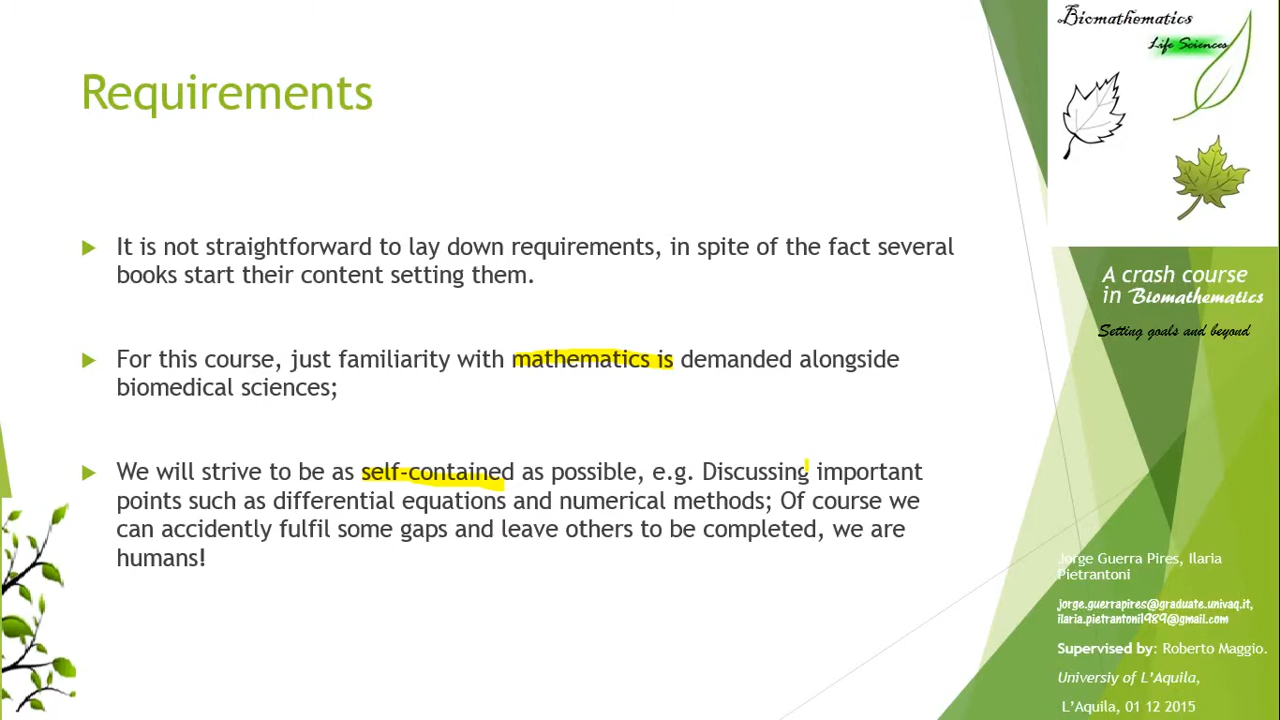 Requirements
It is not straightforward to lay down requirements, in spite of the fact several
books start their content setting them.
For this course, just familiarity with mathematics is demanded alongside
biomedical sciences;
We will strive to be as self-contained as possible, e.g. Discussing important
points such as differential equations and numerical methods; Of course we
can accidently fulfil some gaps and leave others to be completed, we are
humans!
Biomathematics
Life Sciences
A crash course
in Biomathematics
Setting goals and beyond
Jorge Guerra Pires, Ilaria
Pietrantoni
jorge.guerrapires@graduate.univaq.it,
ilaria.pietrantoni1989@gmail.com
Supervised by: Roberto Maggio.
Universiy of L'Aquila,
L'Aquila, 01 12 2015